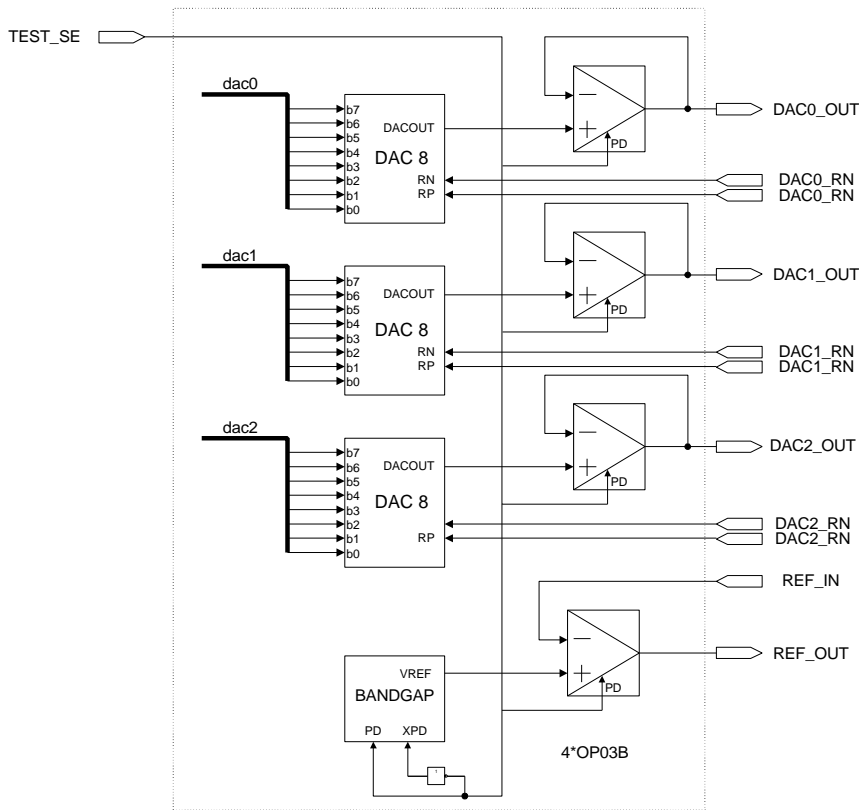 TEST_SE
dac0
b7
b6
b5
b4
b3
b2
b1
b0
DACOUT
DAC 8
RN
RP
PD
DAC0_OUT
DAC0_RN
DAC0_RN
dac1
b7
b6
b5
b4
b3
b2
b1
b0
DACOUT
DAC 8
RN
RP
PD
DAC1_OUT
DAC1_RN
DAC1_RN
dac2
b7
b6
b5
b4
b3
b2
b1
b0
DACOUT
DAC 8
RN
RP
PD
DAC2_OUT
DAC2_RN
DAC2_RN
REF_IN
REF_OUT
VREF
BANDGAP
PD
XPD
PD
4*OP03B